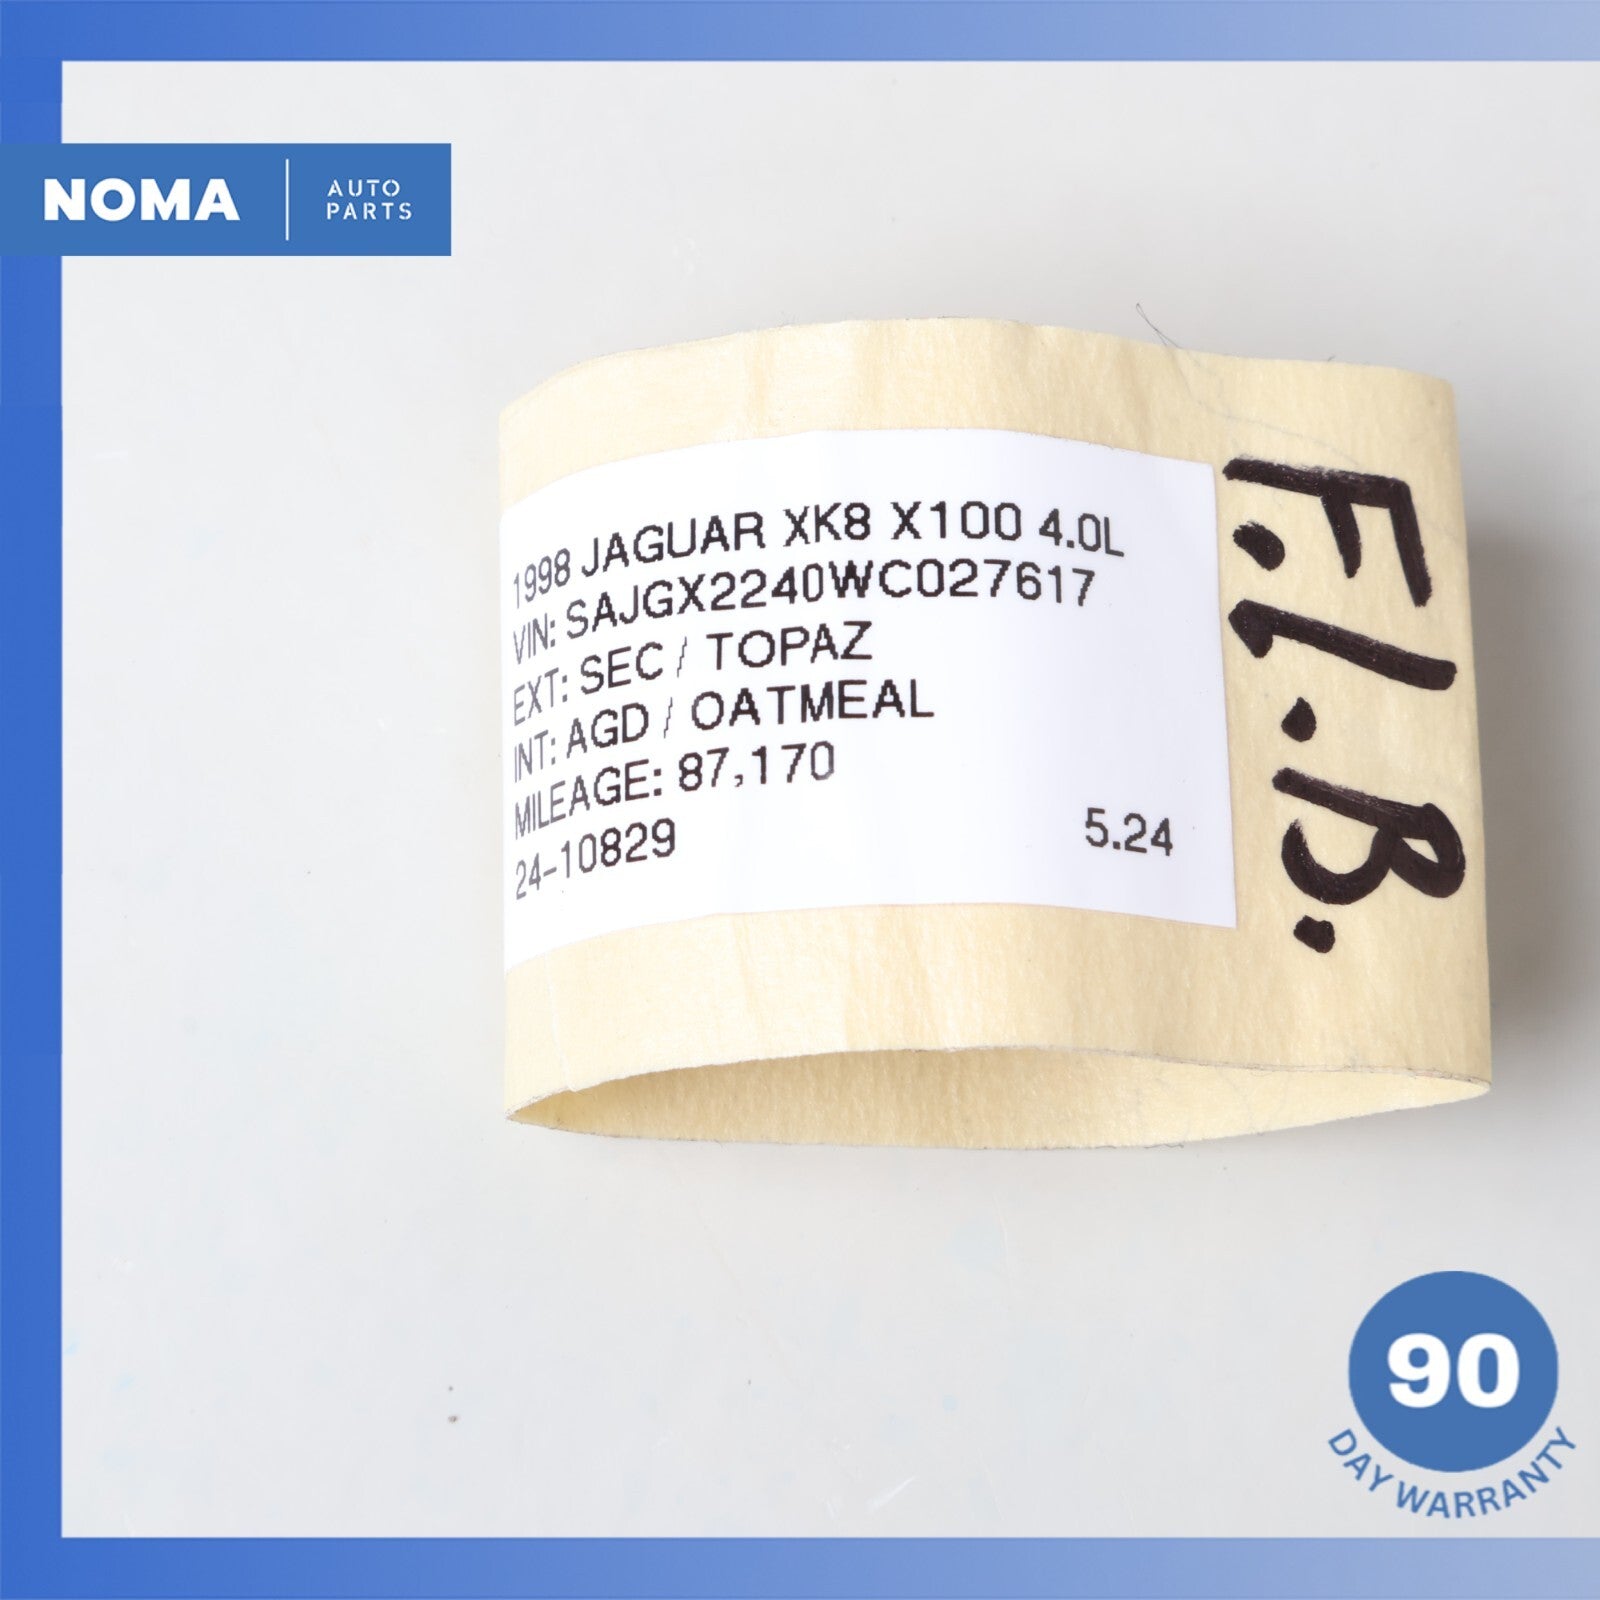 NOMA
AUTO
PARTS
1998 JAGUAR XK8 X100 4.0L
VIN: SAJGX2240WC027617
EXT: SEC / TOPAZ
INT: AGD / OATMEAL
MILEAGE: 87,170
24-10829
5.24
F.I.B.
90
DAY WARRANTY